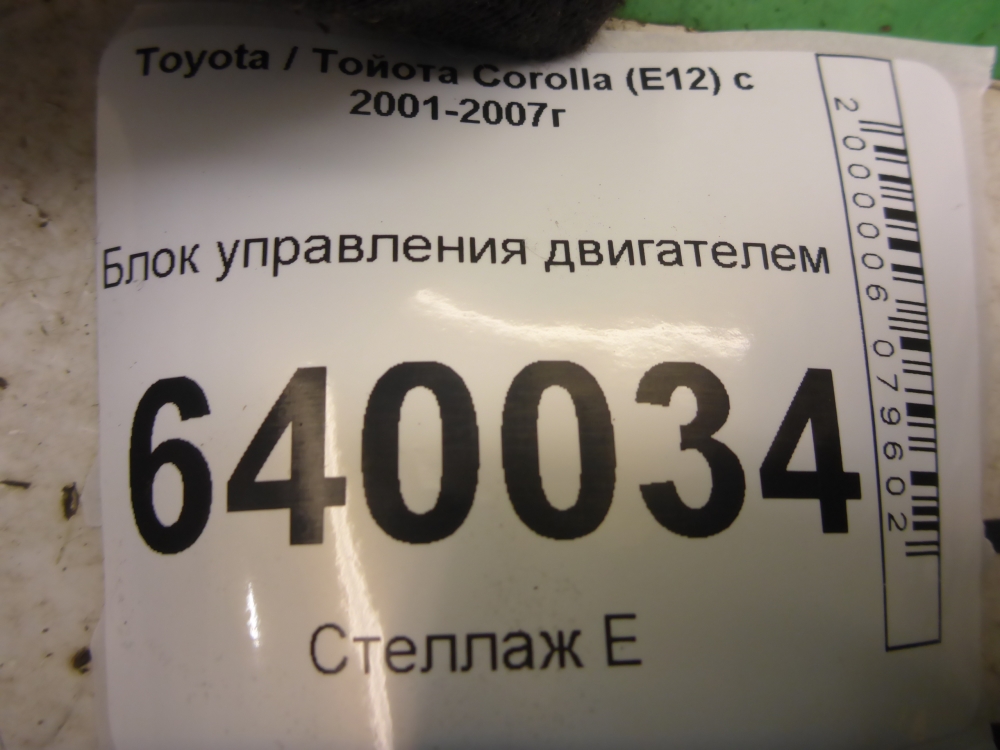 Toyota / Тойота Corolla (E12) с
2001-2007г
Блок управления двигателем
640034
Стеллаж Е
2000006079602